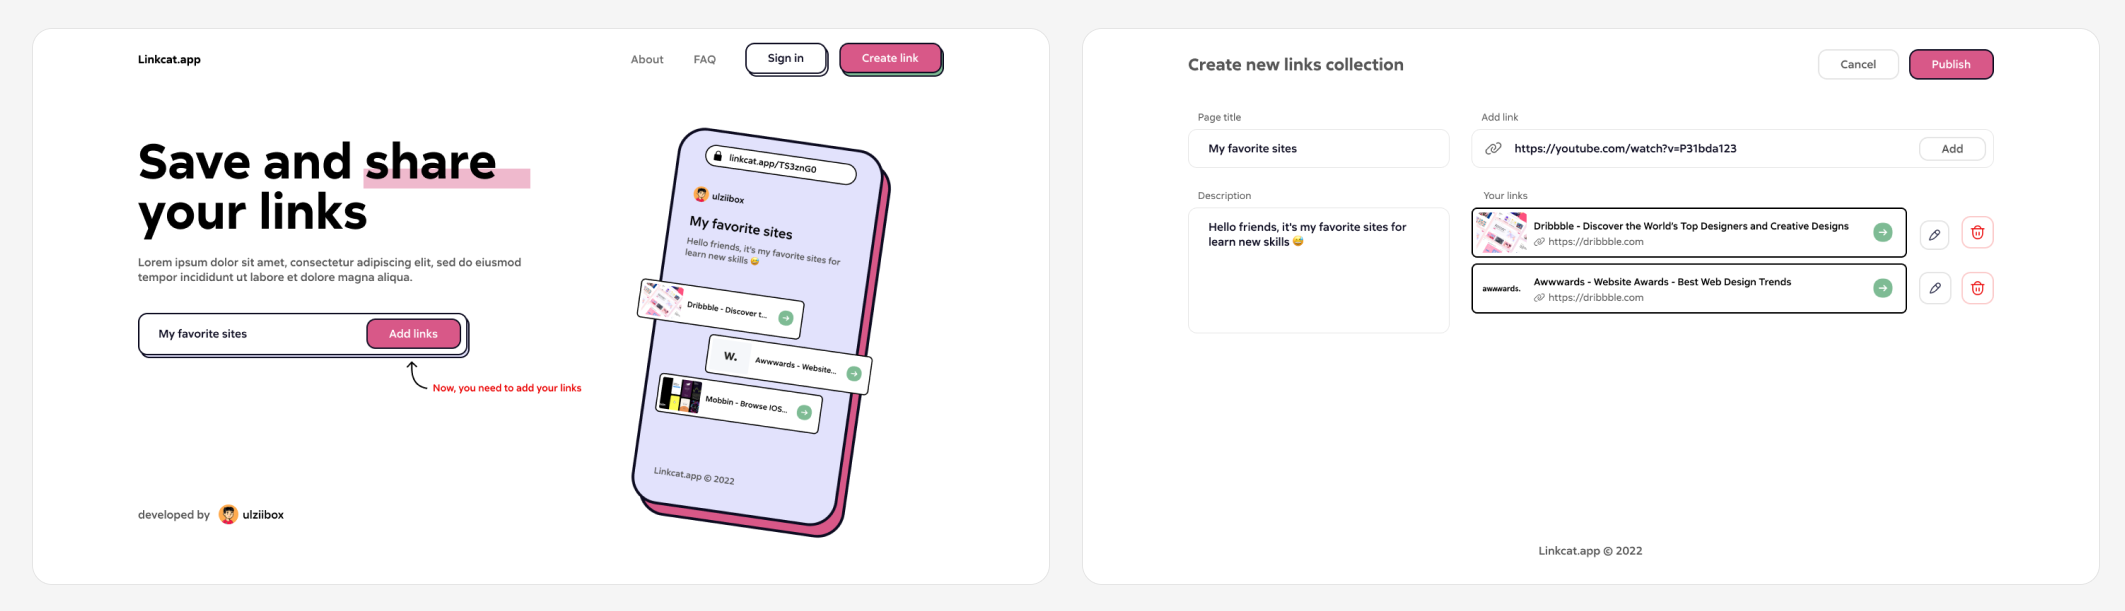 Linkcat.app
About
FAQ
Sign in
Create link
Save and share
your links
Lorem ipsum dolor sit amet, consectetur adipiscing elit, sed do eiusmod
tempor incididunt ut labore et dolore magna aliqua.
My favorite sites
Add links
Now, you need to add your links
developed by
ulziibox
linkcat.app/TS3znG0
ulziibox
My favorite sites
Hello friends, it's my favorite sites for
learn new skills 😅
Dribbble - Discover t...
W.
Awwwards - Website...
Mobbin - Browse IOS...
Linkcat.app © 2022
Create new links collection
Cancel
Publish
Page title
My favorite sites
Description
Hello friends, it's my favorite sites for
learn new skills 😅
Add link
https://youtube.com/watch?v=P31bda123
Add
Your links
Dribbble - Discover the World's Top Designers and Creative Designs
https://dribbble.com
awwwards.
Awwwards - Website Awards - Best Web Design Trends
https://dribbble.com
Linkcat.app © 2022